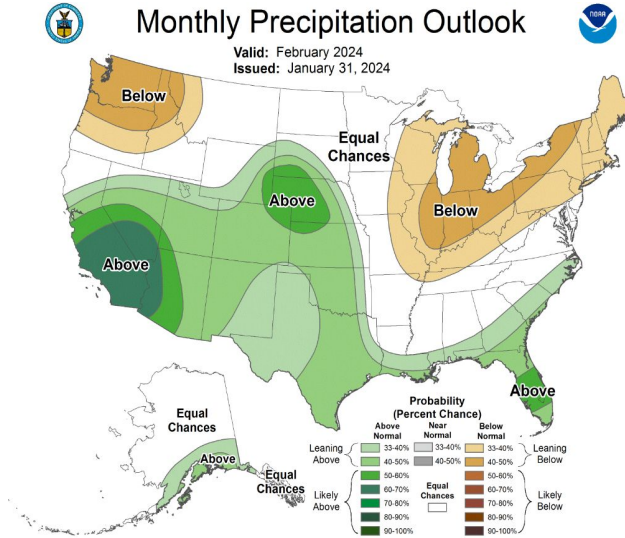 Monthly Precipitation Outlook
NOAA
Valid: February 2024
Issued: January 31, 2024
Below
Equal
Chances
Above
Below
Above
Above
Equal
Chances
Above
Equal
Chances
Probability
(Percent Chance)
Above Normal
Near Normal
Below Normal
Leaning Above
33-40%
33-40%
33-40%
Leaning Below
40-50%
40-50%
40-50%
Likely Above
50-60%
Equal Chances
50-60%
Likely Below
60-70%
60-70%
70-80%
70-80%
80-90%
80-90%
90-100%
90-100%